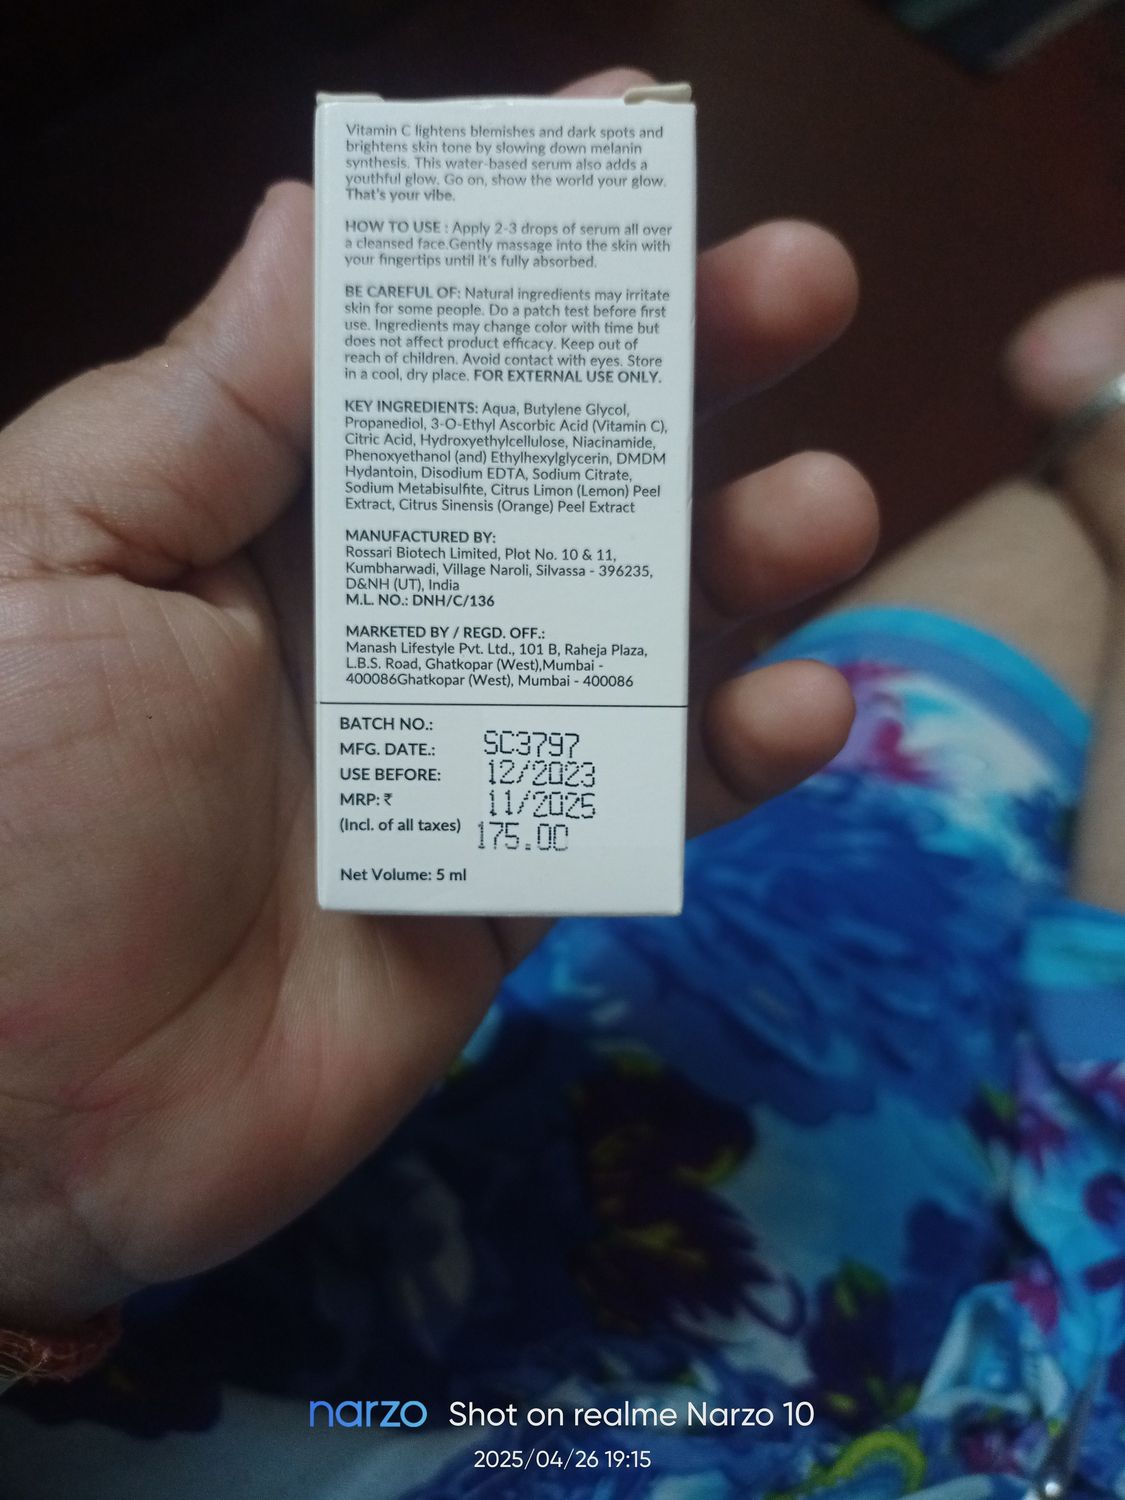 Vitamin C lightens blemishes and dark spots and
brightens skin tone by slowing down melanin
synthesis. This water-based serum also adds a
youthful glow. Go on, show the world your glow.
That's your vibe.
HOW TO USE : Apply 2-3 drops of serum all over
a cleansed face.Gently massage into the skin with
your fingertips until it's fully absorbed.
BE CAREFUL OF: Natural ingredients may irritate
skin for some people. Do a patch test before first
use. Ingredients may change color with time but
does not affect product efficacy. Keep out of
reach of children. Avoid contact with eyes. Store
in a cool, dry place. FOR EXTERNAL USE ONLY.
KEY INGREDIENTS: Aqua, Butylene Glycol,
Propanediol, 3-O-Ethyl Ascorbic Acid (Vitamin C),
Citric Acid, Hydroxyethylcellulose, Niacinamide,
Phenoxyethanol (and) Ethylhexylglycerin, DMDM
Hydantoin, Disodium EDTA, Sodium Citrate,
Sodium Metabisulfite, Citrus Limon (Lemon) Peel
Extract, Citrus Sinensis (Orange) Peel Extract
MANUFACTURED BY:
Rossari Biotech Limited, Plot No. 10 & 11,
Kumbharwadi, Village Naroli, Silvassa - 396235,
D&NH (UT), India
M.L. NO.: DNH/C/136
MARKETED BY / REGD. OFF.:
Manash Lifestyle Pvt. Ltd., 101 B, Raheja Plaza,
L.B.S. Road, Ghatkopar (West),Mumbai -
400086Ghatkopar (West), Mumbai - 400086
BATCH NO.: SC3797
MFG. DATE.: 12/2023
USE BEFORE: 11/2025
MRP: ₹ 175.00
(Incl. of all taxes)
Net Volume: 5 ml
narzo Shot on realme Narzo 10
2025/04/26 19:15